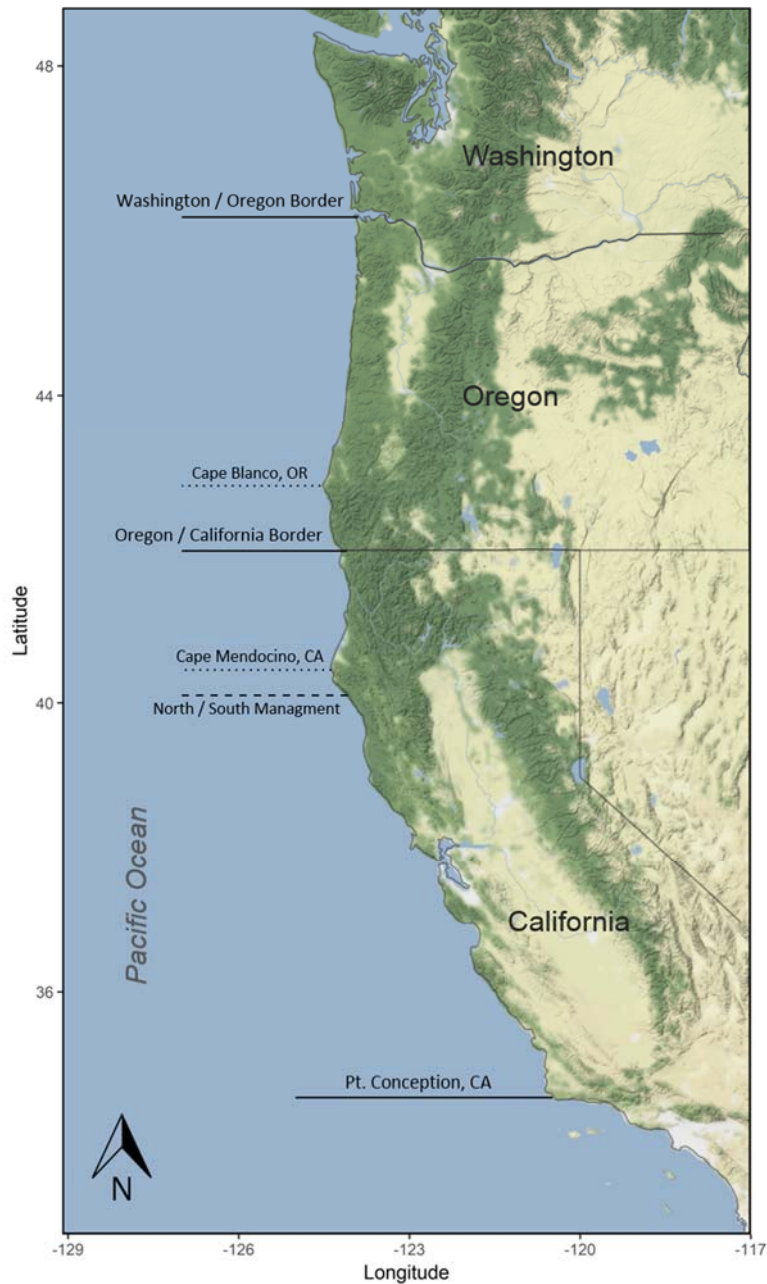 48
Washington
Washington / Oregon Border
44
Oregon
Cape Blanco, OR
Oregon / California Border
Latitude
Cape Mendocino, CA
40
North / South Managment
Pacific Ocean
California
36
Pt. Conception, CA
N
-129
-126
-123
-120
-117
Longitude